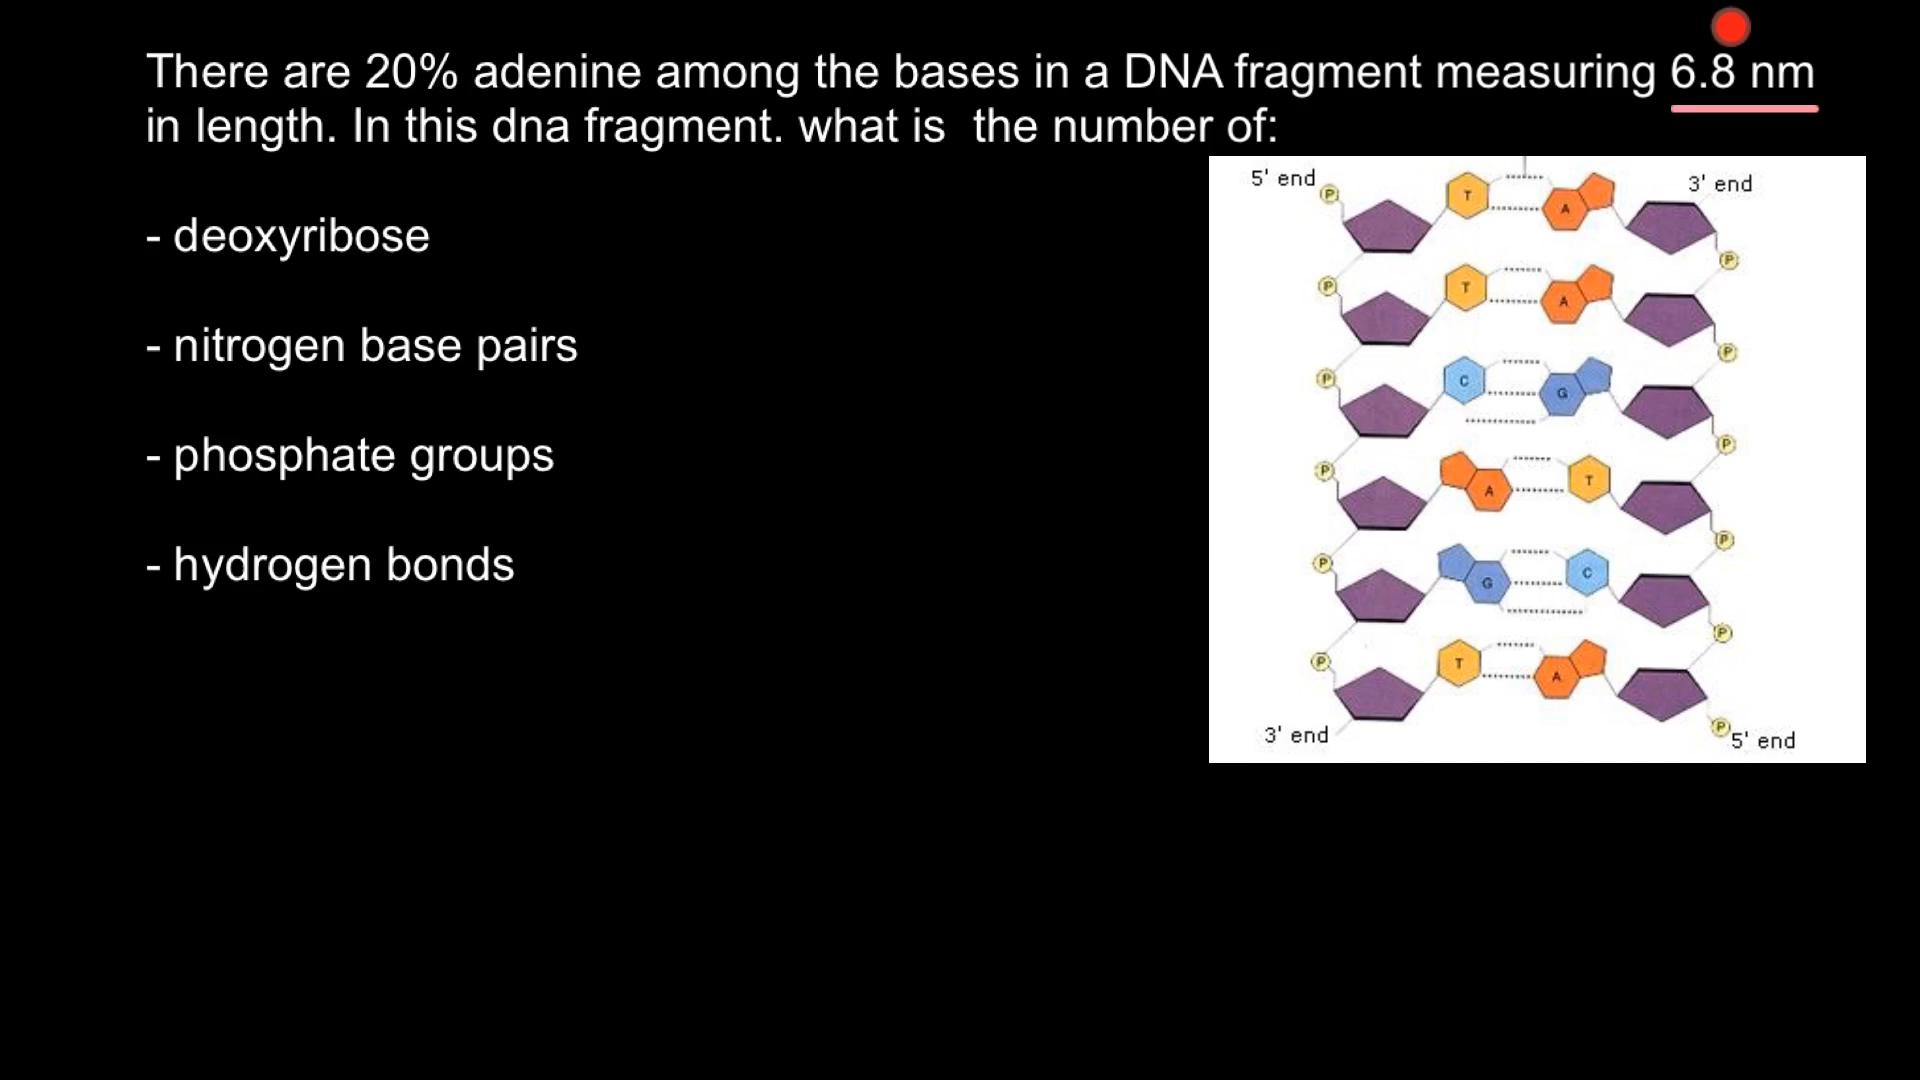 There are 20% adenine among the bases in a DNA fragment measuring 6.8 nm
in length. In this dna fragment. what is  the number of:
- deoxyribose
- nitrogen base pairs
- phosphate groups
- hydrogen bonds
5' end
3' end
P T A
P
P T A
P
P C G
P
P A T
P
P G C
P
P T A
P
3' end
5' end